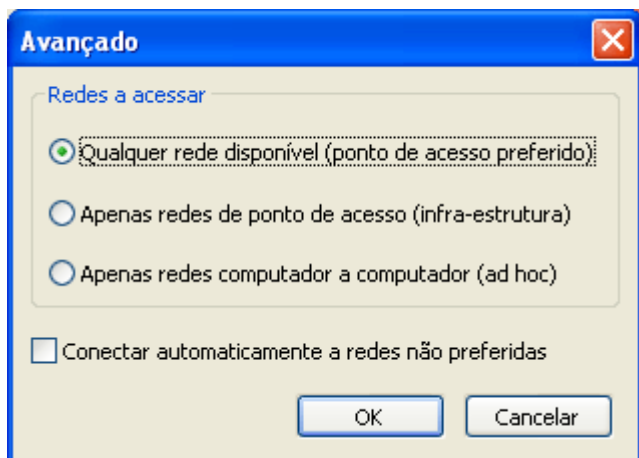 Avançado
Redes a acessar
Qualquer rede disponível (ponto de acesso preferido)
Apenas redes de ponto de acesso (infra-estrutura)
Apenas redes computador a computador (ad hoc)
Conectar automaticamente a redes não preferidas
OK Cancelar